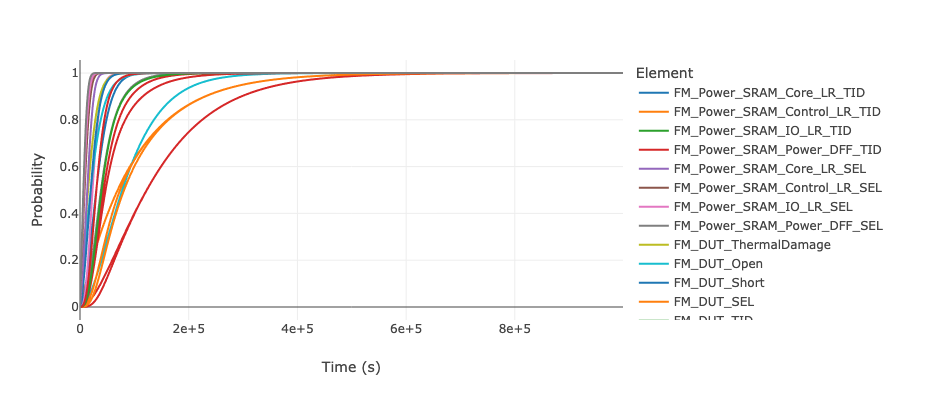 Probability
1
0.8
0.6
0.4
0.2
0
0
2e+5
4e+5
6e+5
8e+5
Time (s)
Element
FM_Power_SRAM_Core_LR_TID
FM_Power_SRAM_Control_LR_TID
FM_Power_SRAM_IO_LR_TID
FM_Power_SRAM_Power_DFF_TID
FM_Power_SRAM_Core_LR_SEL
FM_Power_SRAM_Control_LR_SEL
FM_Power_SRAM_IO_LR_SEL
FM_Power_SRAM_Power_DFF_SEL
FM_DUT_ThermalDamage
FM_DUT_Open
FM_DUT_Short
FM_DUT_SEL
FM_DUT_TID